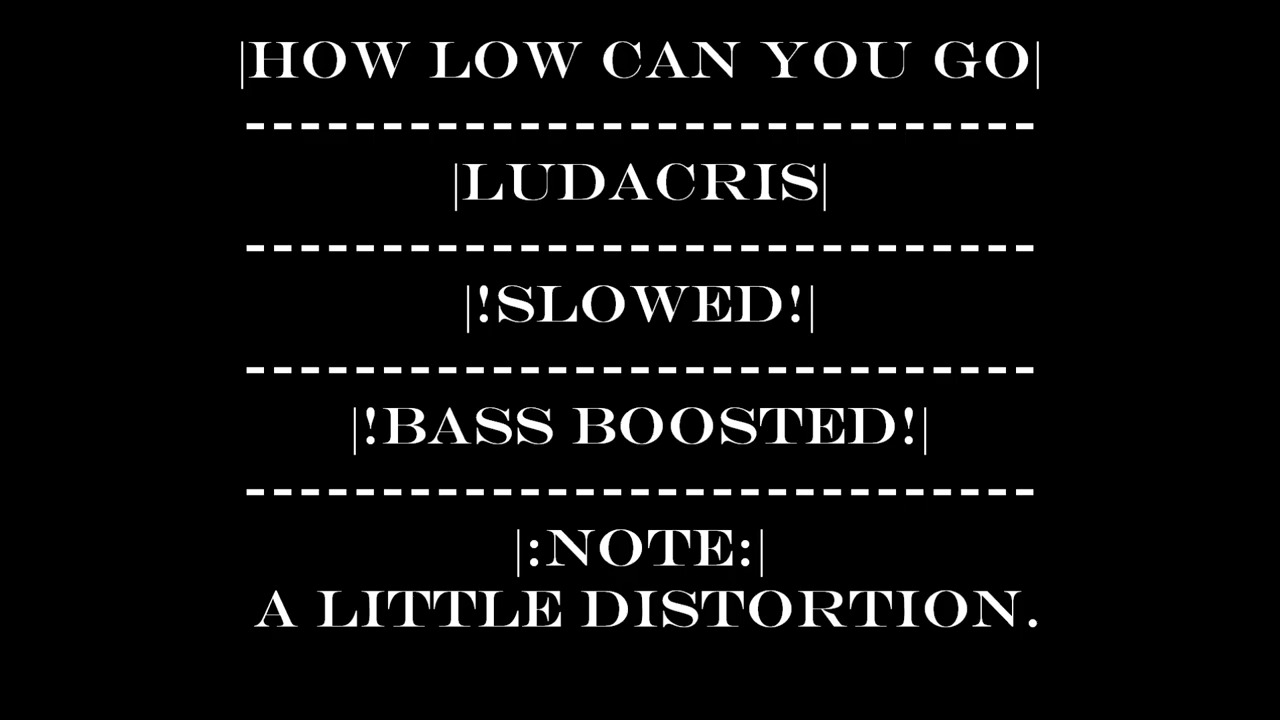 |HOW LOW CAN YOU GO|
-----------------------------
|LUDACRIS|
-----------------------------
|!SLOWED!|
-----------------------------
|!BASS BOOSTED!|
-----------------------------
|:NOTE:|
A LITTLE DISTORTION.